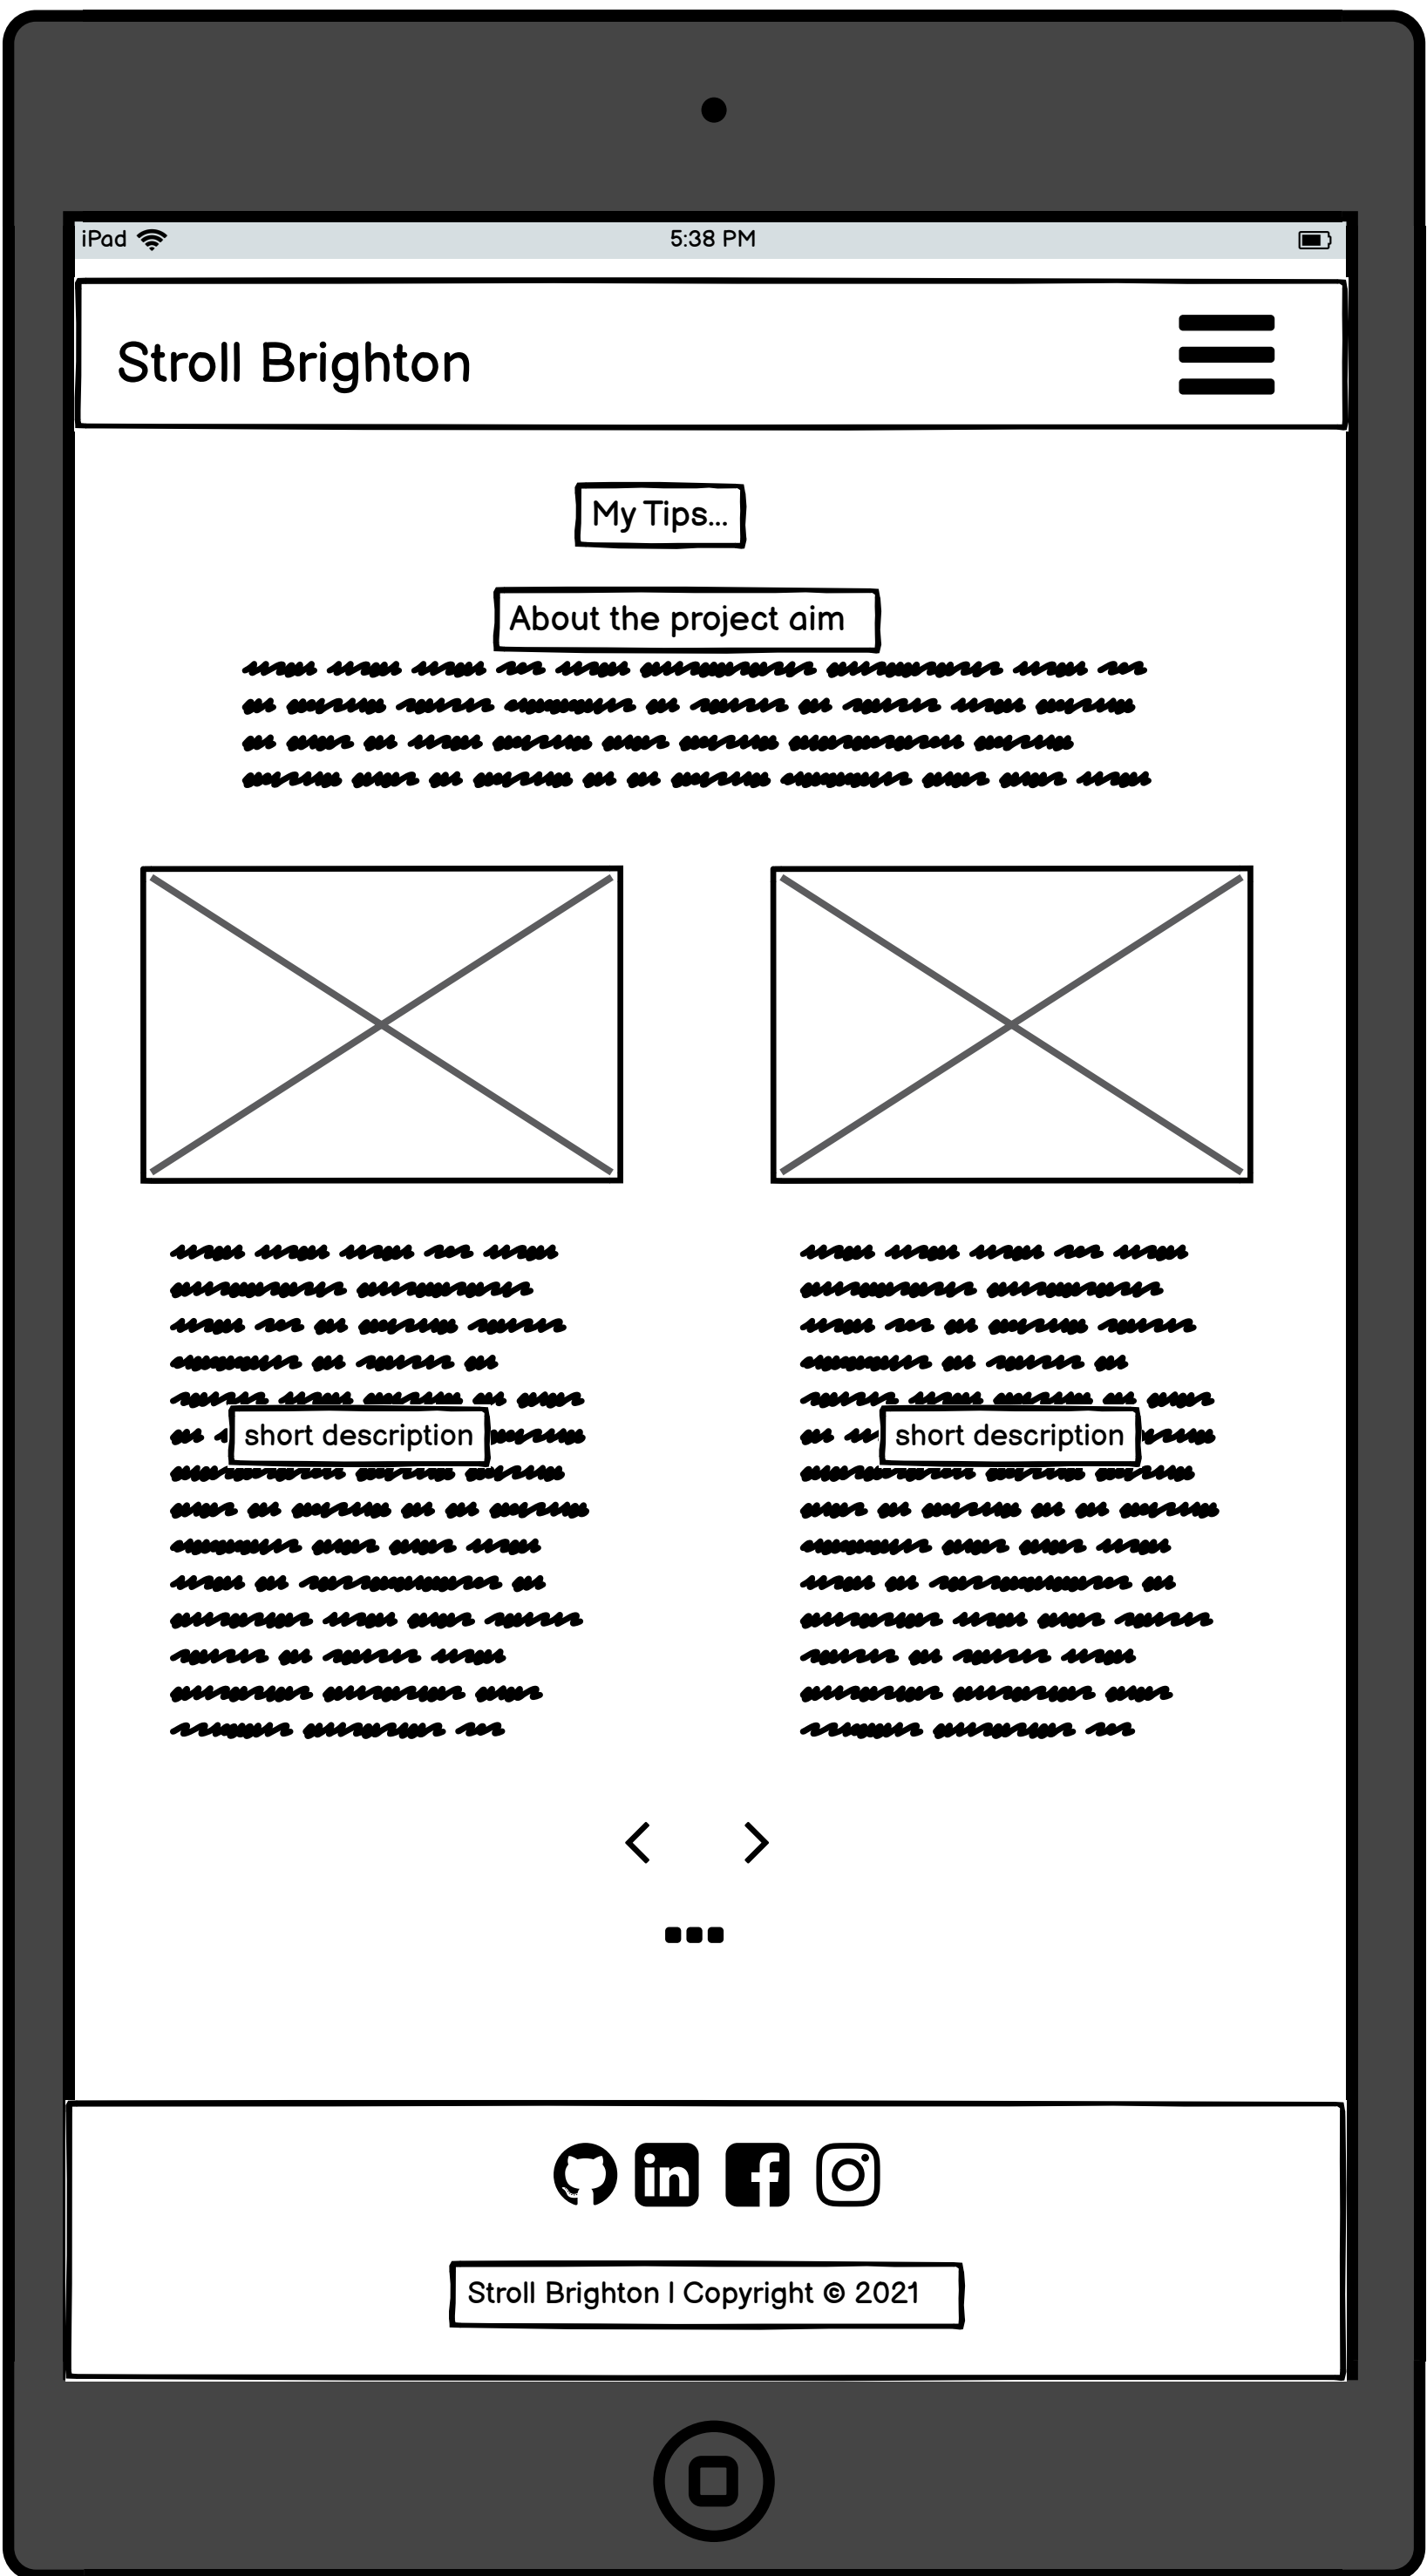 iPad 5:38 PM
Stroll Brighton
My Tips...
About the project aim
short description short description
in f
Stroll Brighton | Copyright © 2021